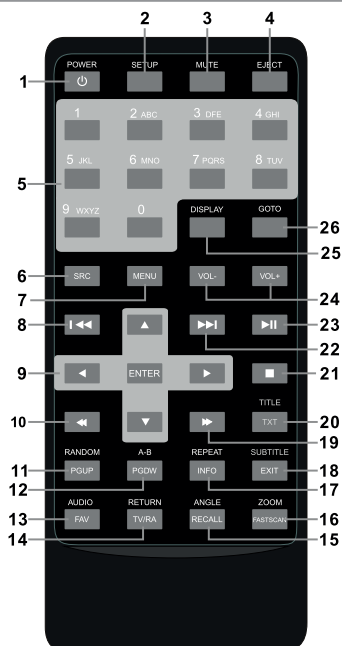 2 3 4
POWER SETUP MUTE EJECT
1
1 2 ABC 3 DFE 4 GHI
5 JKL 6 MNO 7 PQRS 8 TUV
5
9 WXYZ 0 DISPLAY GOTO
26
25
6 SRC MENU VOL- VOL+
7 24
8 23
22
9 ENTER 21
TITLE
10 TXT 20
19
RANDOM A-B REPEAT SUBTITLE
11 PGUP PGDW INFO EXIT 18
12 17
AUDIO RETURN ANGLE ZOOM
13 FAV TV/RA RECALL FASTSCAN 16
14 15